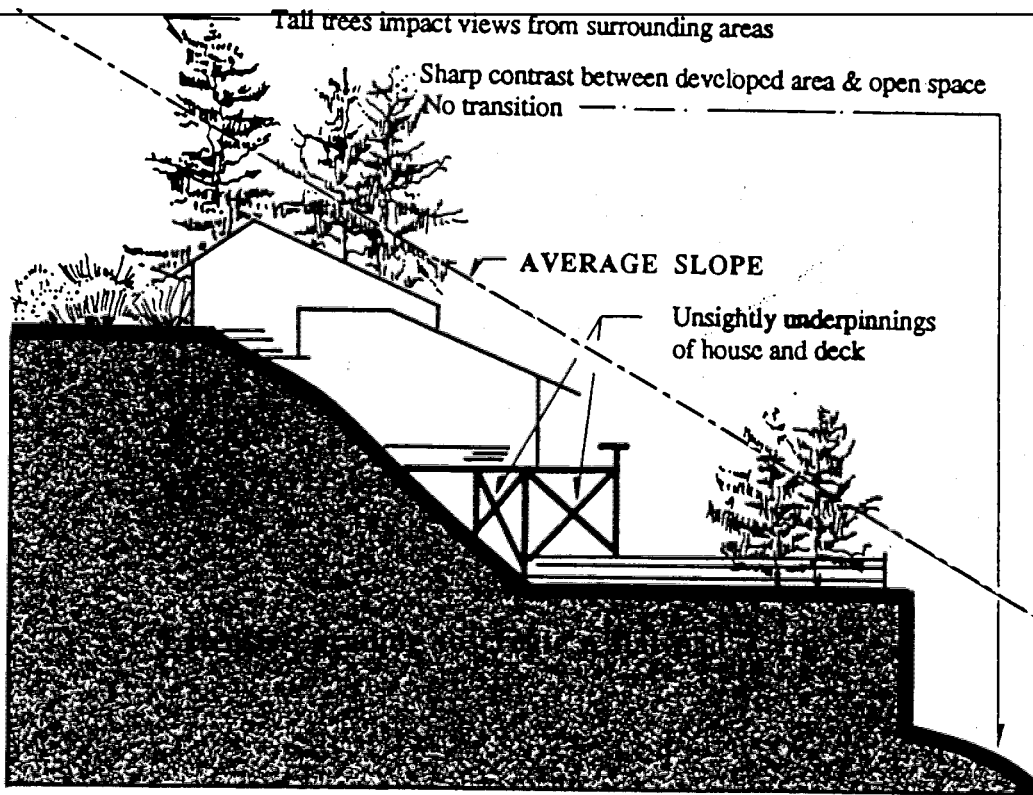 Tall trees impact views from surrounding areas
Sharp contrast between developed area & open space
No transition
AVERAGE SLOPE
Unsightly underpinnings
of house and deck